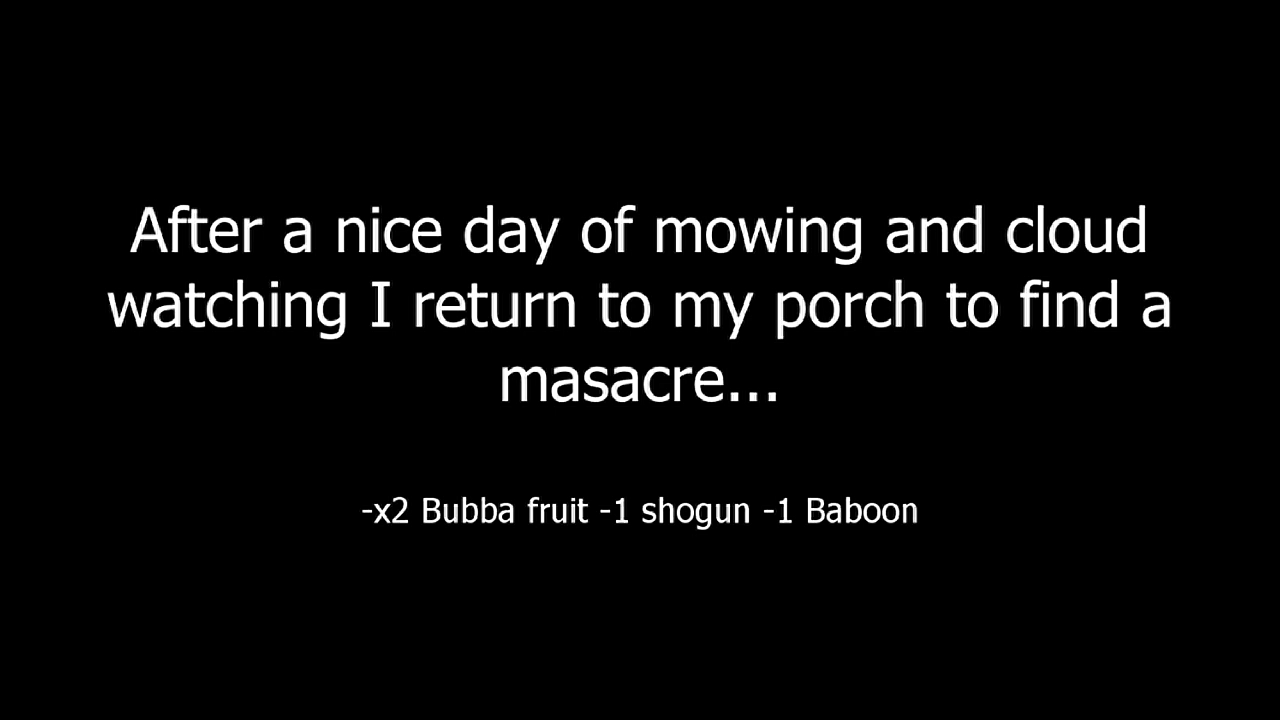 After a nice day of mowing and cloud
watching I return to my porch to find a
masacre...
-x2 Bubba fruit -1 shogun -1 Baboon